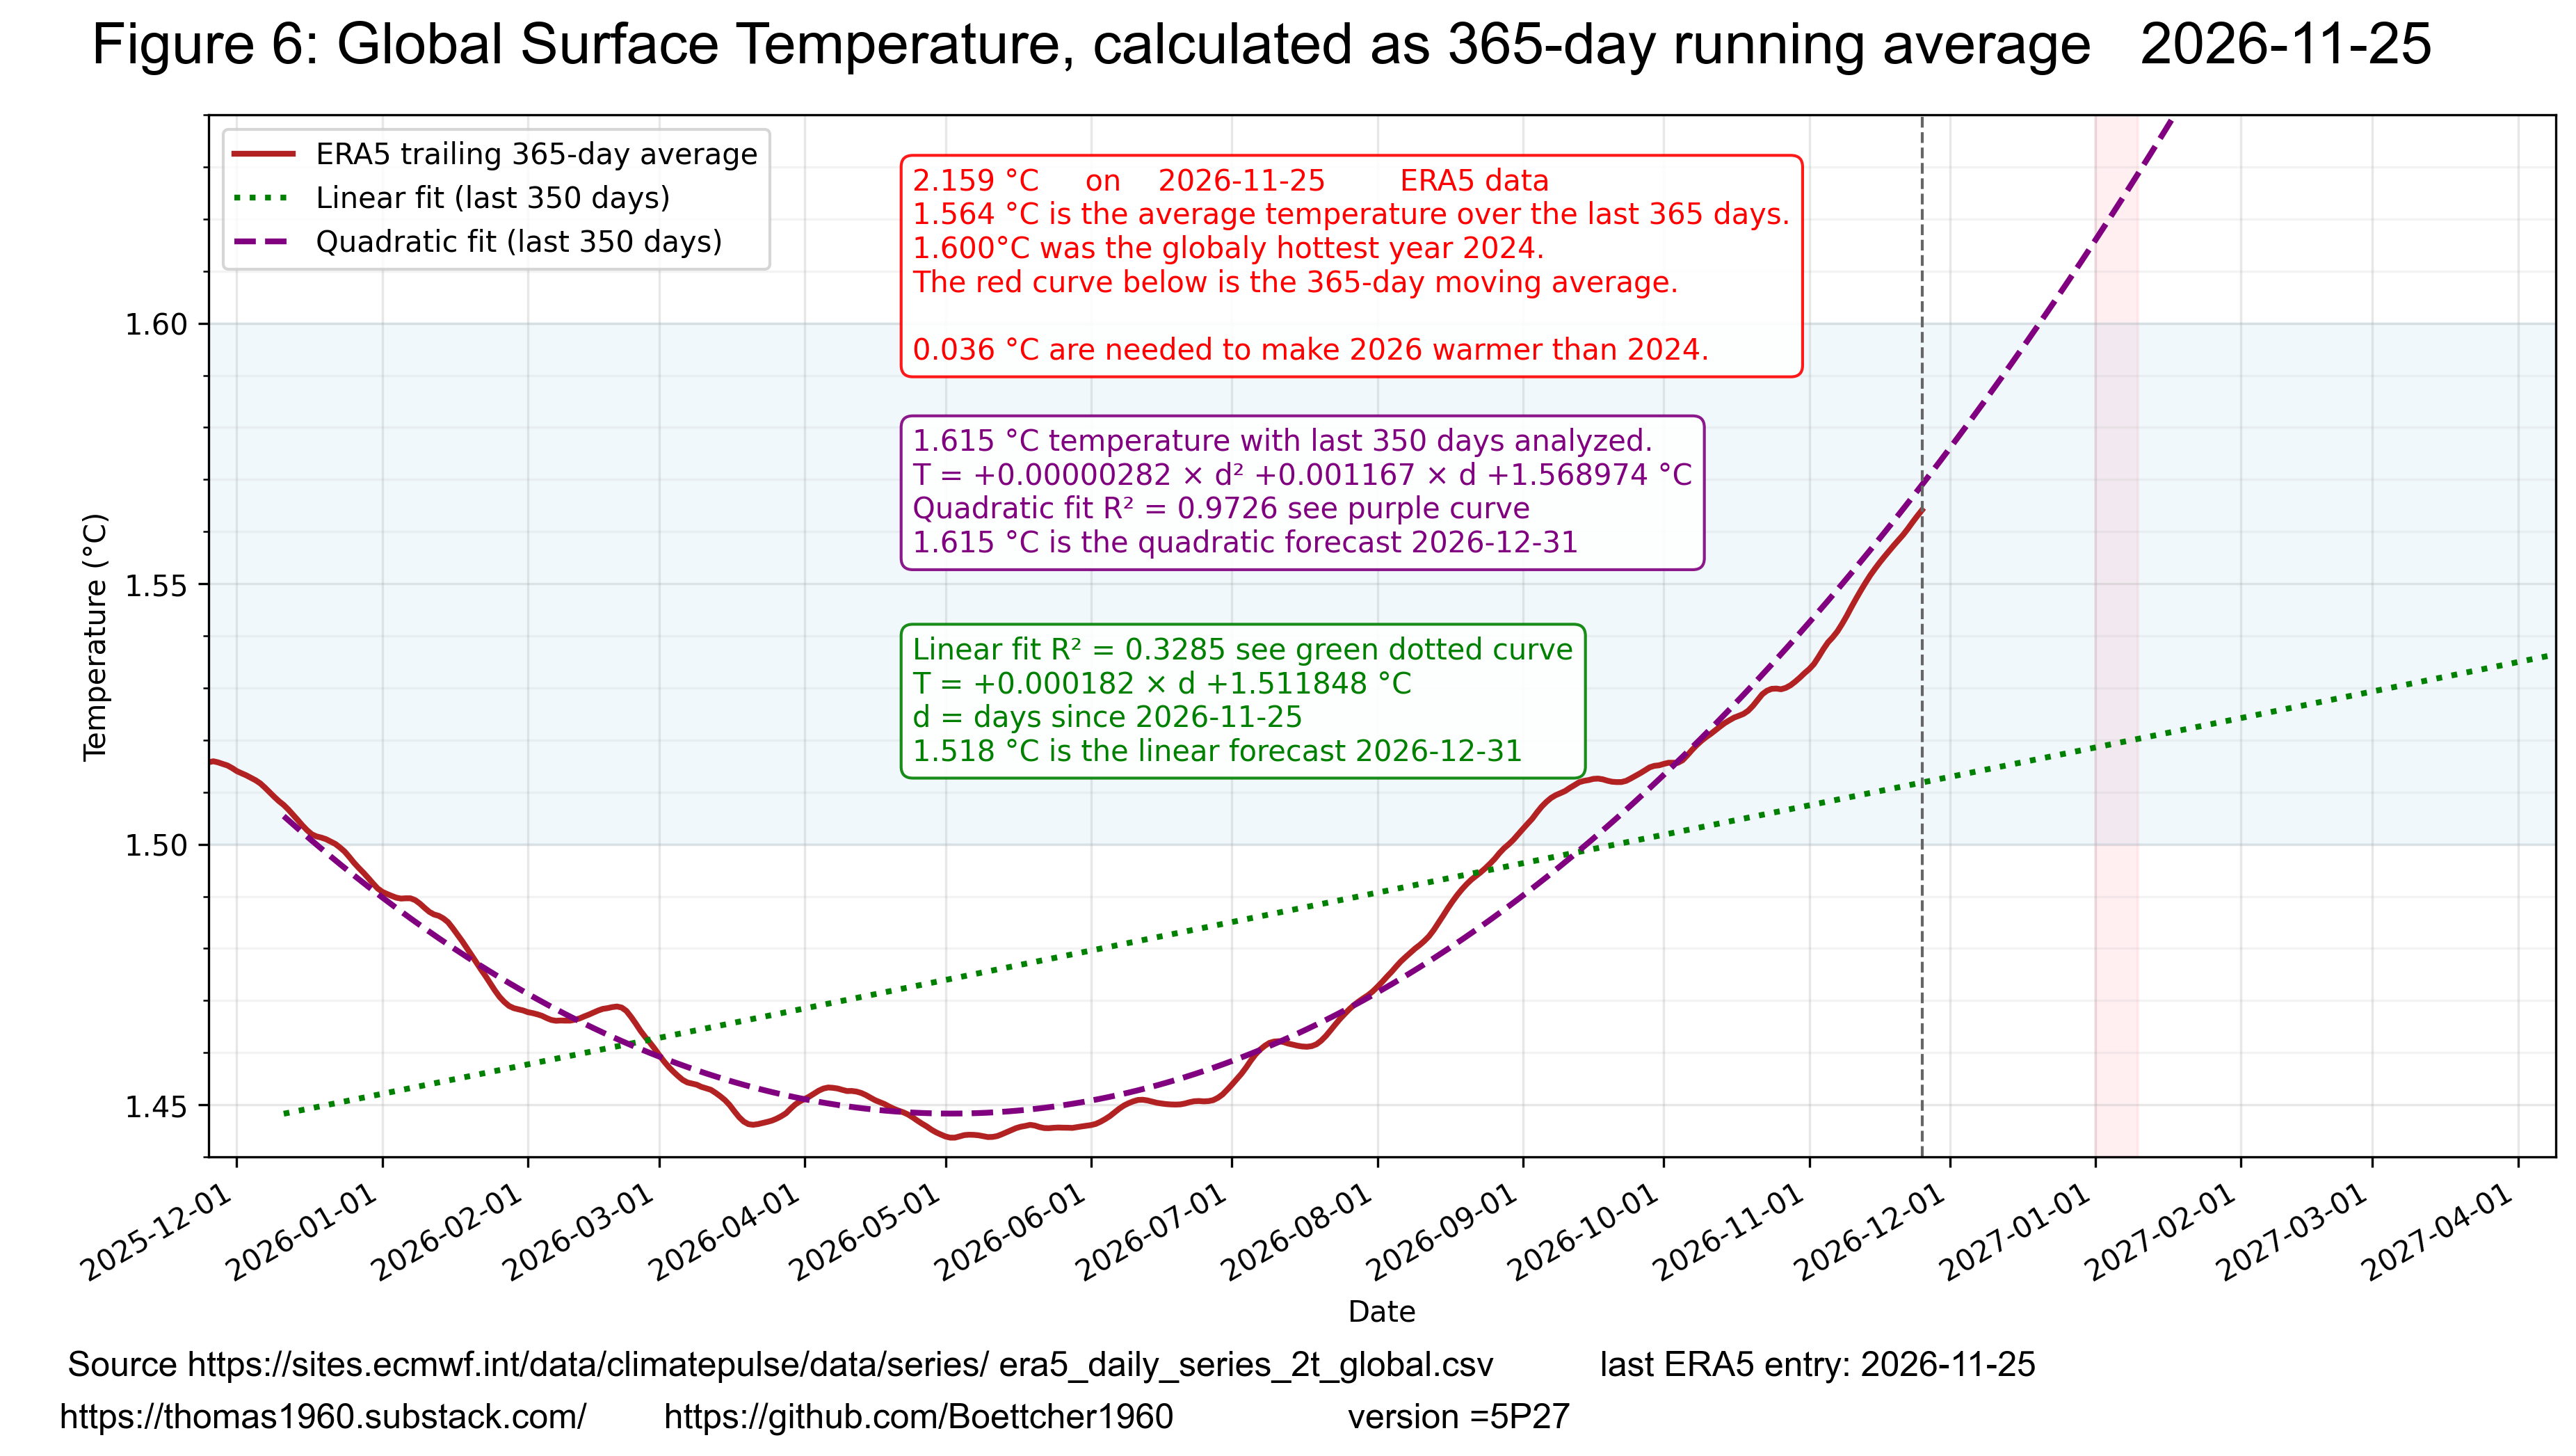 Figure 6: Global Surface Temperature, calculated as 365-day running average 2026-11-25
ERA5 trailing 365-day average
Linear fit (last 350 days)
Quadratic fit (last 350 days)
2.159 °C on 2026-11-25 ERA5 data
1.564 °C is the average temperature over the last 365 days.
1.600°C was the globaly hottest year 2024.
The red curve below is the 365-day moving average.
0.036 °C are needed to make 2026 warmer than 2024.
1.615 °C temperature with last 350 days analyzed.
T = +0.00000282 × d² +0.001167 × d +1.568974 °C
Quadratic fit R² = 0.9726 see purple curve
1.615 °C is the quadratic forecast 2026-12-31
Linear fit R² = 0.3285 see green dotted curve
T = +0.000182 × d +1.511848 °C
d = days since 2026-11-25
1.518 °C is the linear forecast 2026-12-31
Temperature (°C)
1.60
1.55
1.50
1.45
2025-12-01
2026-01-01
2026-02-01
2026-03-01
2026-04-01
2026-05-01
2026-06-01
2026-07-01
2026-08-01
2026-09-01
2026-10-01
2026-11-01
2026-12-01
2027-01-01
2027-02-01
2027-03-01
2027-04-01
Date
Source https://sites.ecmwf.int/data/climatepulse/data/series/ era5_daily_series_2t_global.csv last ERA5 entry: 2026-11-25
https://thomas1960.substack.com/ https://github.com/Boettcher1960 version =5P27